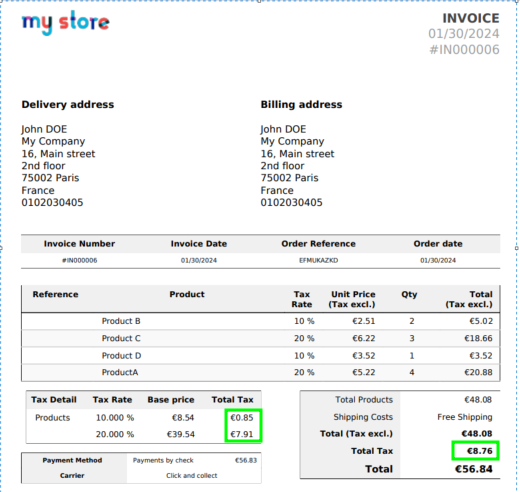 my store
INVOICE
01/30/2024
#IN000006
Delivery address
John DOE
My Company
16, Main street
2nd floor
75002 Paris
France
0102030405
Billing address
John DOE
My Company
16, Main street
2nd floor
75002 Paris
France
0102030405
Invoice Number Invoice Date Order Reference Order date
#IN000006 01/30/2024 EFMUKAZKD 01/30/2024
Reference Product Tax Rate Unit Price (Tax excl.) Qty Total (Tax excl.)
Product B 10 % €2.51 2 €5.02
Product C 20 % €6.22 3 €18.66
Product D 10 % €3.52 1 €3.52
ProductA 20 % €5.22 4 €20.88
Tax Detail Tax Rate Base price Total Tax
Products 10.000 % €8.54 €0.85
20.000 % €39.54 €7.91
Payment Method Payments by check €56.83
Carrier Click and collect
Total Products €48.08
Shipping Costs Free Shipping
Total (Tax excl.) €48.08
Total Tax €8.76
Total €56.84